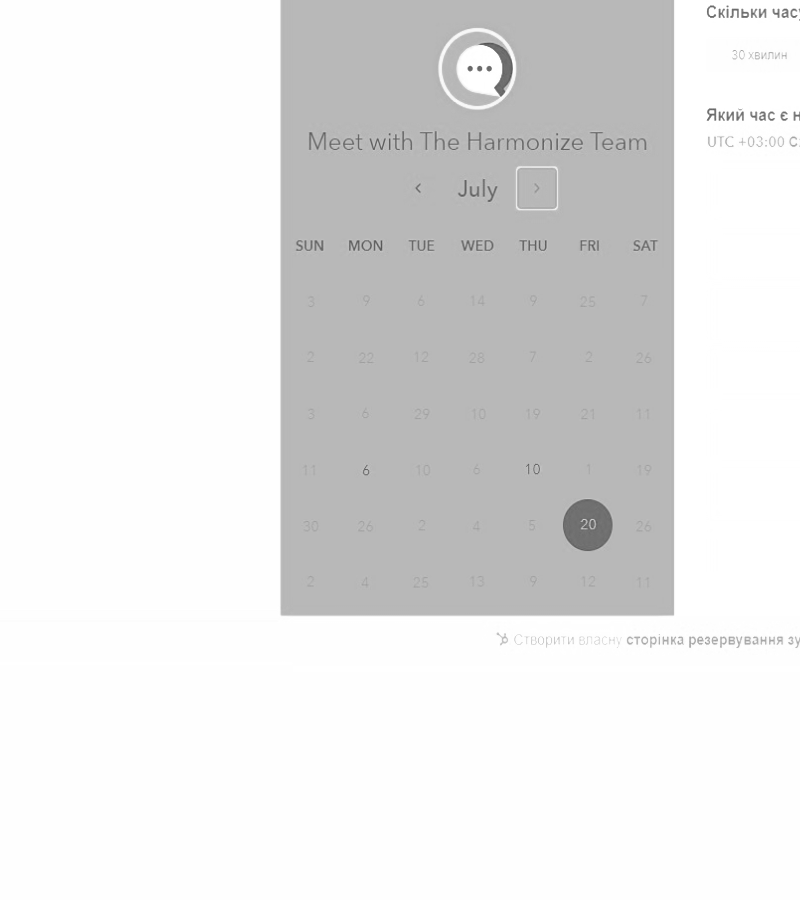 Meet with The Harmonize Team
July
SUN MON TUE WED THU FRI SAT
3 9 6 14 9 25 7
2 22 12 28 7 2 26
3 6 29 10 19 21 11
11 6 10 6 10 1 19
30 26 2 4 5 20 26
2 4 25 13 9 12 11
Скільки часу
30 хвилин
Який час є н
UTC +03:00
Створити власну сторінка резервування зу